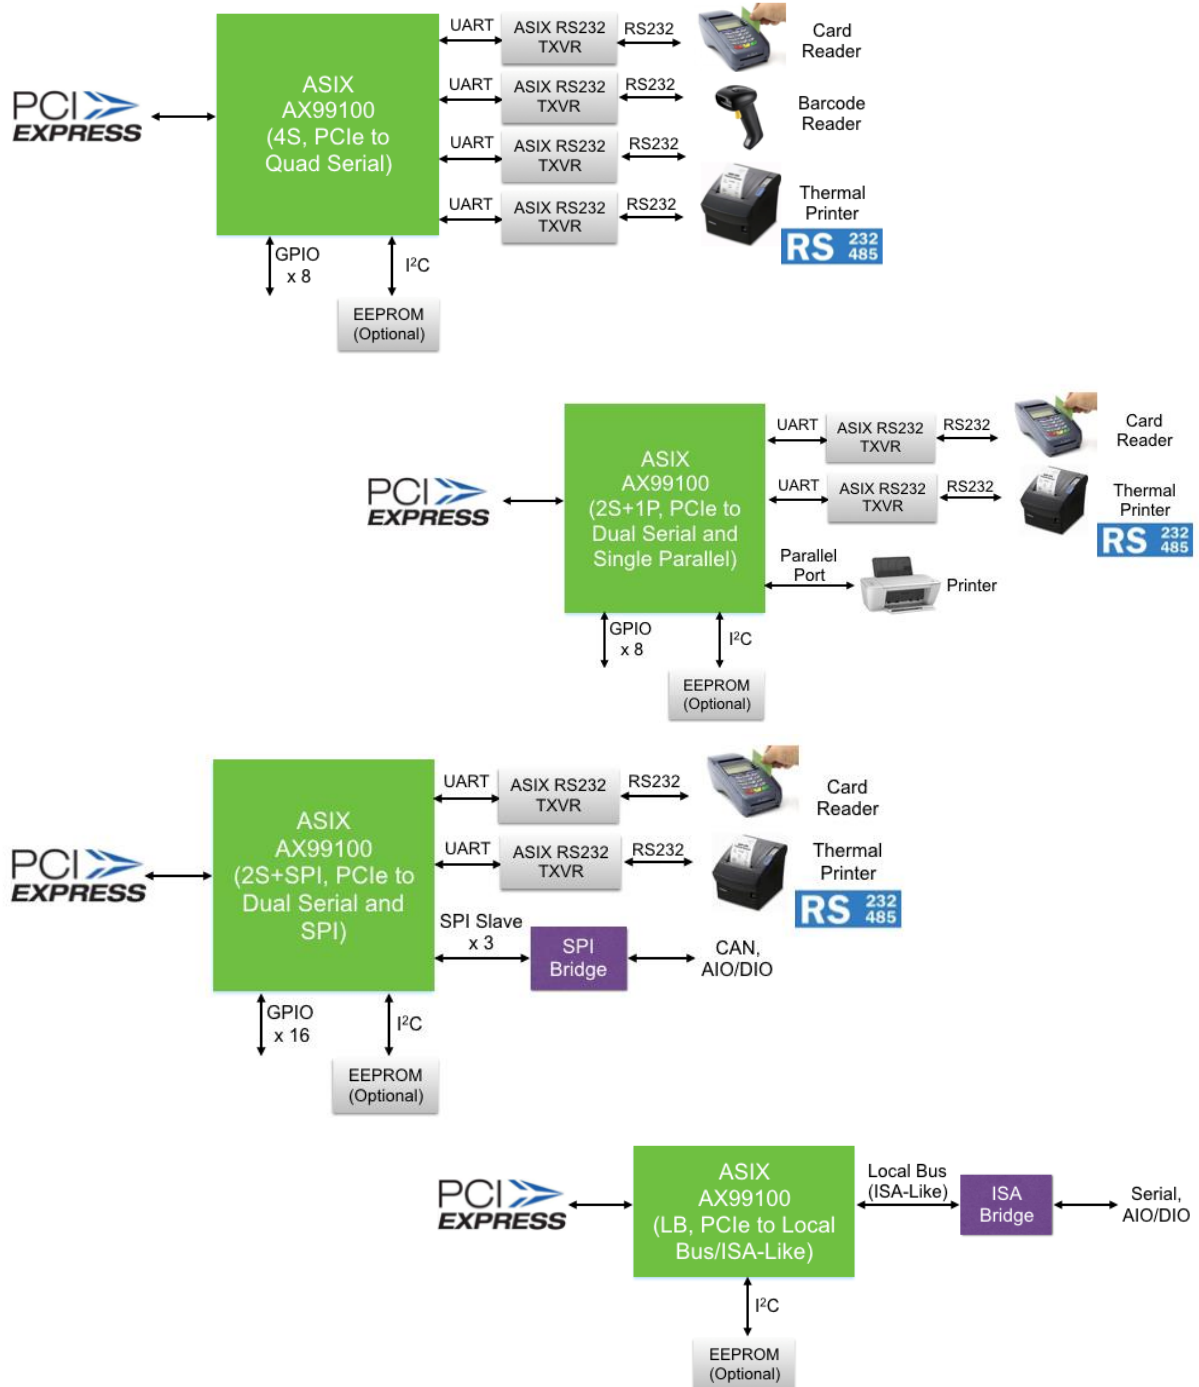 UART
ASIX RS232
TXVR
RS232
Card
Reader
PCI
EXPRESS
ASIX
AX99100
(4S, PCIe to
Quad Serial)
UART
ASIX RS232
TXVR
RS232
Barcode
Reader
UART
ASIX RS232
TXVR
RS232
UART
ASIX RS232
TXVR
RS232
Thermal
Printer
RS 232
485
GPIO
x 8
I²C
EEPROM
(Optional)
PCI
EXPRESS
ASIX
AX99100
(2S+1P, PCIe to
Dual Serial and
Single Parallel)
UART
ASIX RS232
TXVR
RS232
Card
Reader
UART
ASIX RS232
TXVR
RS232
Thermal
Printer
RS 232
485
Parallel
Port
Printer
GPIO
x 8
I²C
EEPROM
(Optional)
PCI
EXPRESS
ASIX
AX99100
(2S+SPI, PCIe to
Dual Serial and
SPI)
UART
ASIX RS232
TXVR
RS232
Card
Reader
UART
ASIX RS232
TXVR
RS232
Thermal
Printer
RS 232
485
SPI Slave
x 3
SPI
Bridge
CAN,
AIO/DIO
GPIO
x 16
I²C
EEPROM
(Optional)
PCI
EXPRESS
ASIX
AX99100
(LB, PCIe to Local
Bus/ISA-Like)
Local Bus
(ISA-Like)
ISA
Bridge
Serial,
AIO/DIO
I²C
EEPROM
(Optional)